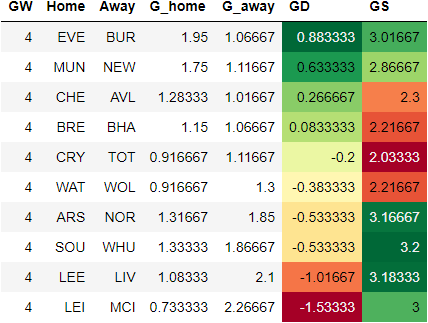 GW Home Away G_home G_away GD GS
4 EVE BUR 1.95 1.06667 0.883333 3.01667
4 MUN NEW 1.75 1.11667 0.633333 2.86667
4 CHE AVL 1.28333 1.01667 0.266667 2.3
4 BRE BHA 1.15 1.06667 0.0833333 2.21667
4 CRY TOT 0.916667 1.11667 -0.2 2.03333
4 WAT WOL 0.916667 1.3 -0.383333 2.21667
4 ARS NOR 1.31667 1.85 -0.533333 3.16667
4 SOU WHU 1.33333 1.86667 -0.533333 3.2
4 LEE LIV 1.08333 2.1 -1.01667 3.18333
4 LEI MCI 0.733333 2.26667 -1.53333 3